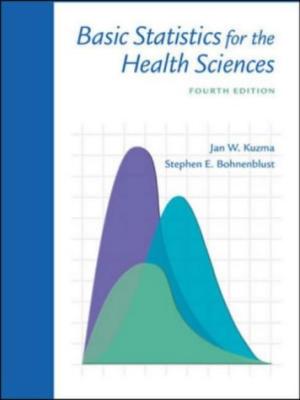 Basic Statistics for the
Health Sciences
FOURTH EDITION
Jan W. Kuzma
Stephen E. Bohnenblust